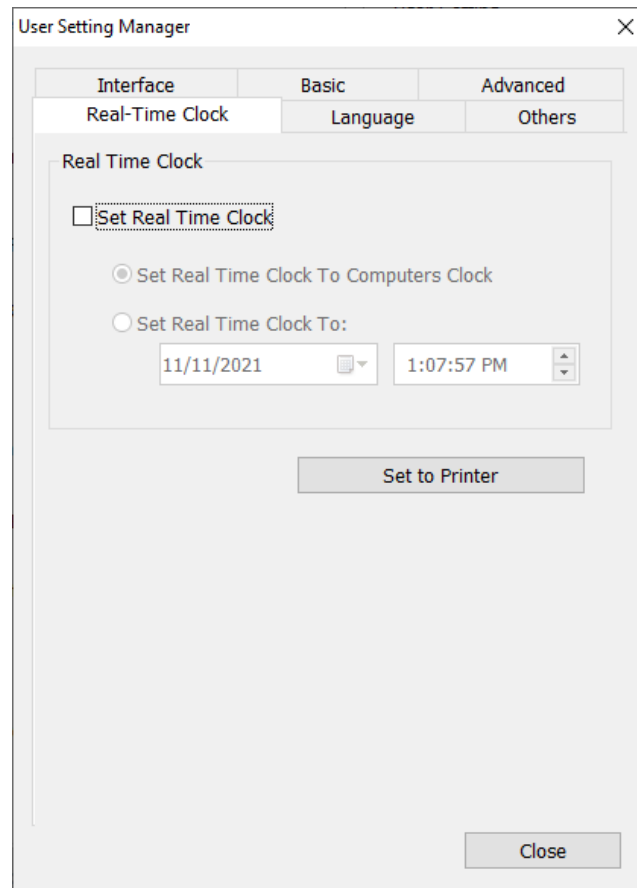 User Setting Manager
Interface Basic Advanced
Real-Time Clock Language Others
Real Time Clock
Set Real Time Clock
Set Real Time Clock To Computers Clock
Set Real Time Clock To:
11/11/2021 1:07:57 PM
Set to Printer
Close